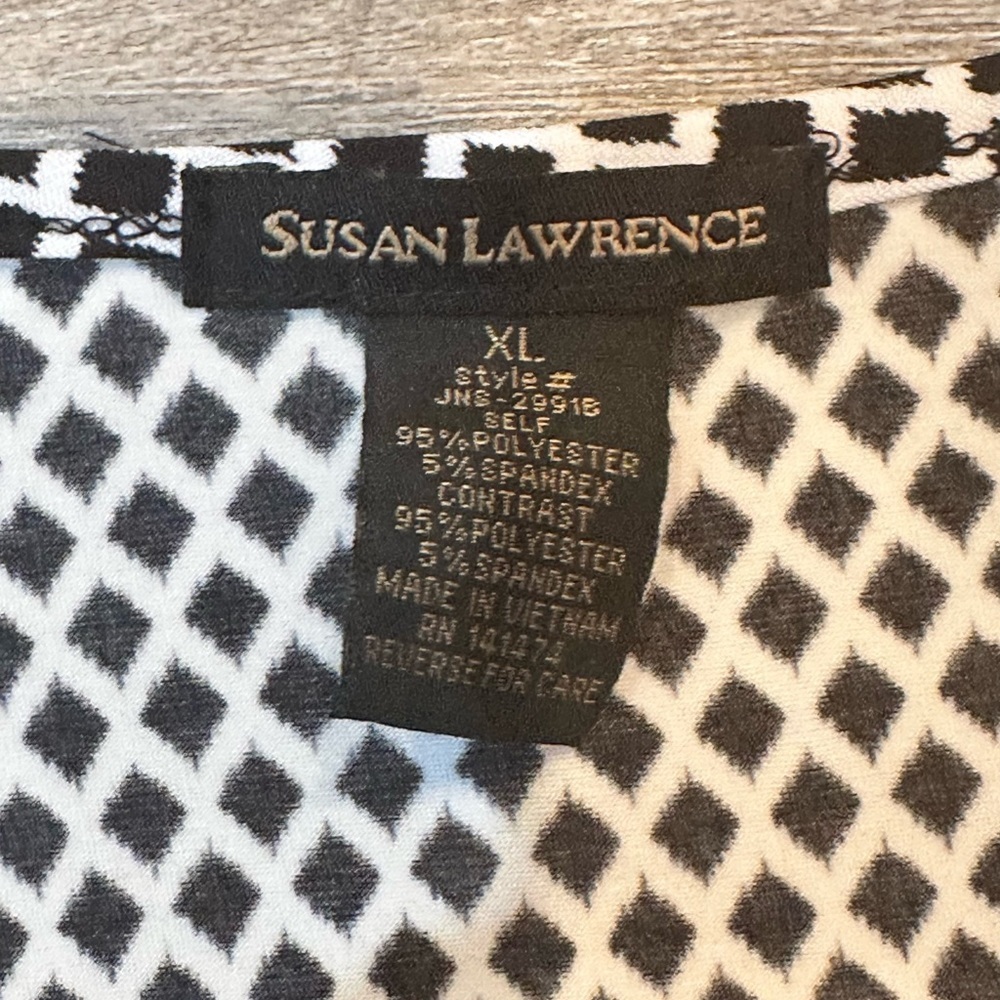 SUSAN LAWRENCE
XL
Style #
JNS-2991B
SELF
95%POLYESTER
5%SPANDEX
CONTRAST
95%POLYESTER
5%SPANDEX
MADE IN VIETNAM
RN 141474
REVERSE FOR CARE